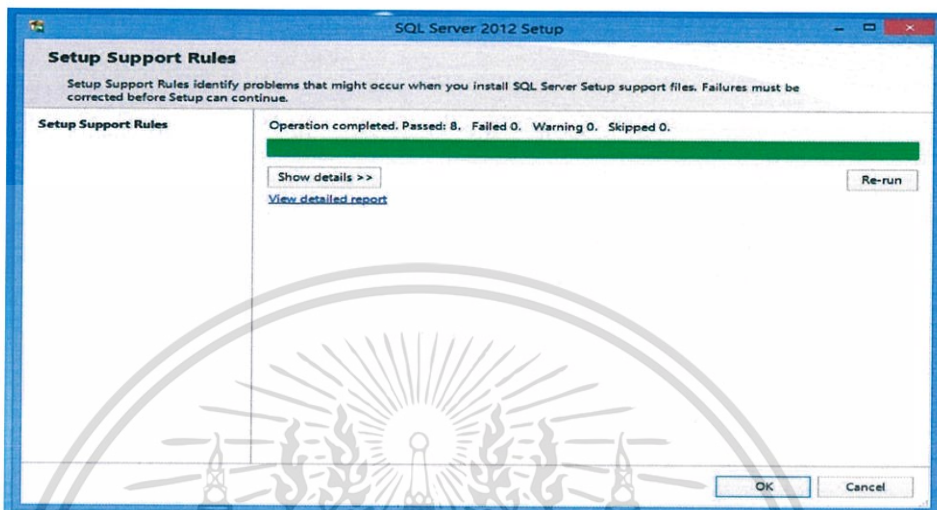 SQL Server 2012 Setup
Setup Support Rules
Setup Support Rules identify problems that might occur when you install SQL Server Setup support files. Failures must be
corrected before Setup can continue.
Setup Support Rules
Operation completed. Passed: 8. Failed 0. Warning 0. Skipped 0.
Show details >>
Re-run
View detailed report
OK
Cancel